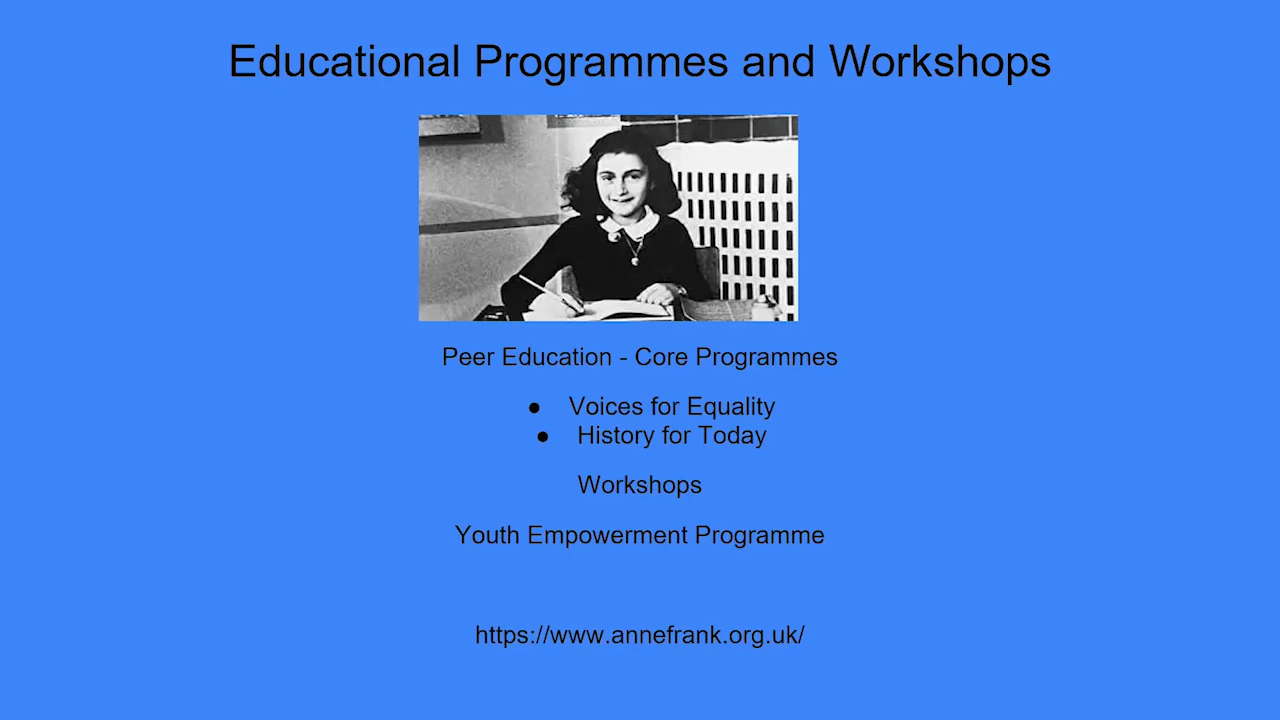 Educational Programmes and Workshops
Peer Education - Core Programmes
● Voices for Equality
● History for Today
Workshops
Youth Empowerment Programme
https://www.annefrank.org.uk/